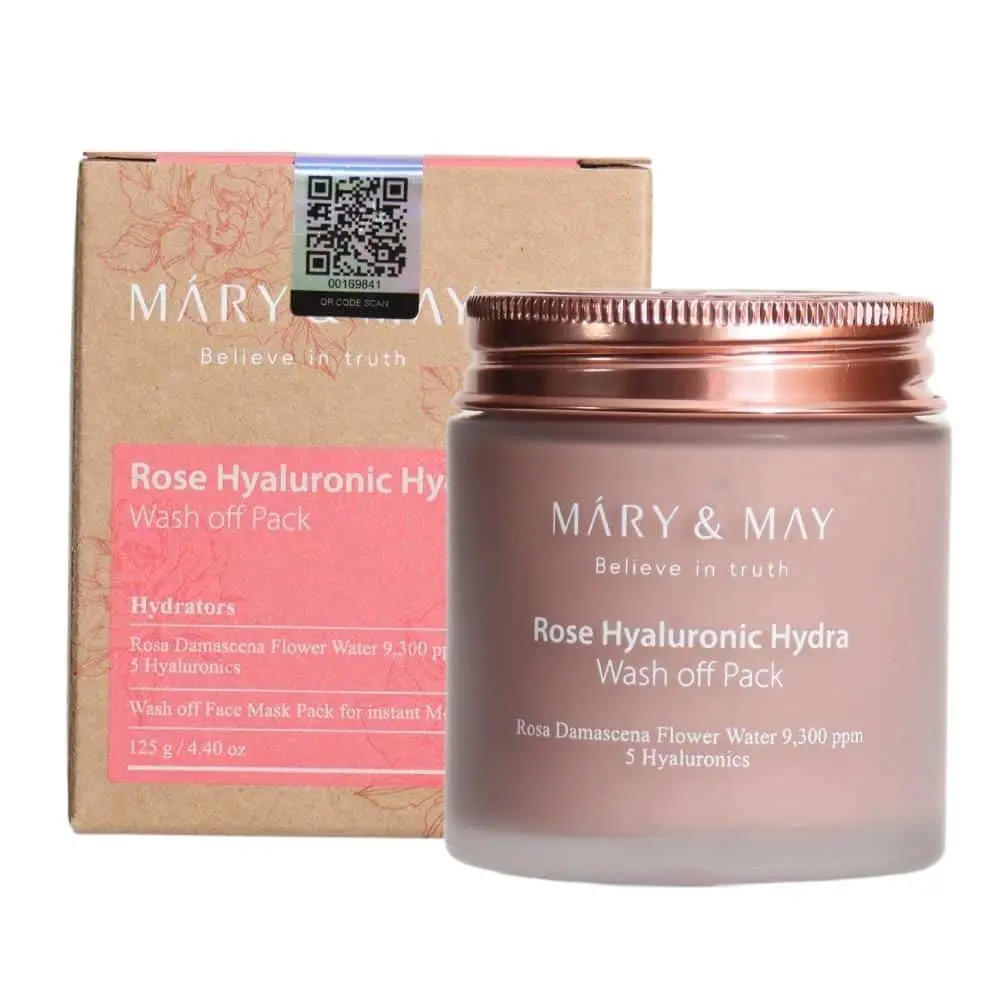 00169841
QR CODE SCAN
MÁRY & MAY
Believe in truth
Rose Hyaluronic Hy
Wash off Pack
Hydrators
Rosa Damascena Flower Water 9,300 pp
5 Hyaluronics
Wash off Face Mask Pack for instant M
125 g / 4.40 oz
MÁRY & MAY
Believe in truth
Rose Hyaluronic Hydra
Wash off Pack
Rosa Damascena Flower Water 9,300 ppm
5 Hyaluronics